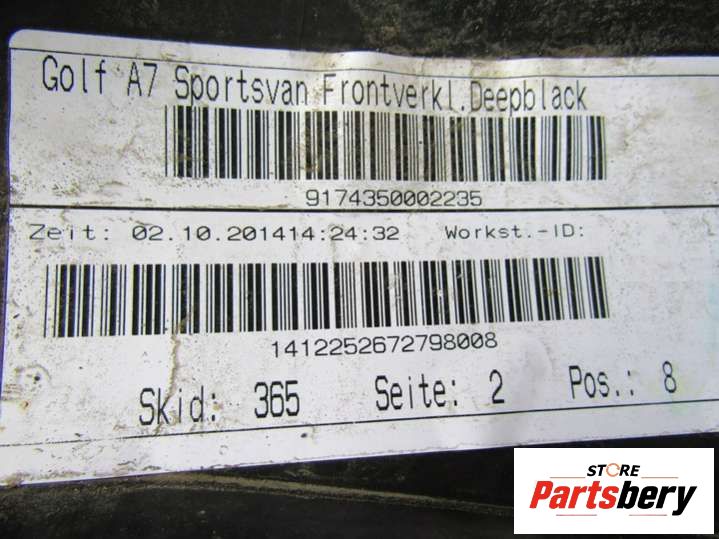 Golf A7 Sportsvan Frontverkl.Deepblack
9174350002235
Zeit: 02.10.201414:24:32 Workst.-ID:
1412252672798008
Skid: 365 Seite: 2 Pos.: 8
STORE
Partsbery